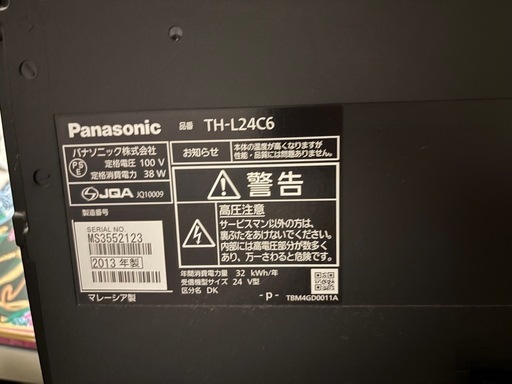 Panasonic 品番 TH-L24C6
パナソニック株式会社
定格電圧 100 V
定格消費電力 38 W
PS
E
JQA JQ10009
製造番号
SERIAL NO.
MS3552123
2013 年製
マレーシア製
お知らせ
本体の温度が高くなりますが
性能・品質には問題ありません。
警告
高圧注意
サービスマン以外の方は、
裏ぶたをあけないでください。
内部には高電圧部分が数多く
あり、万一さわると危険です。
年間消費電力量 32 kWh/年
受信機型サイズ 24 V型
区分名 DK
- p -
TBM4GD0011A